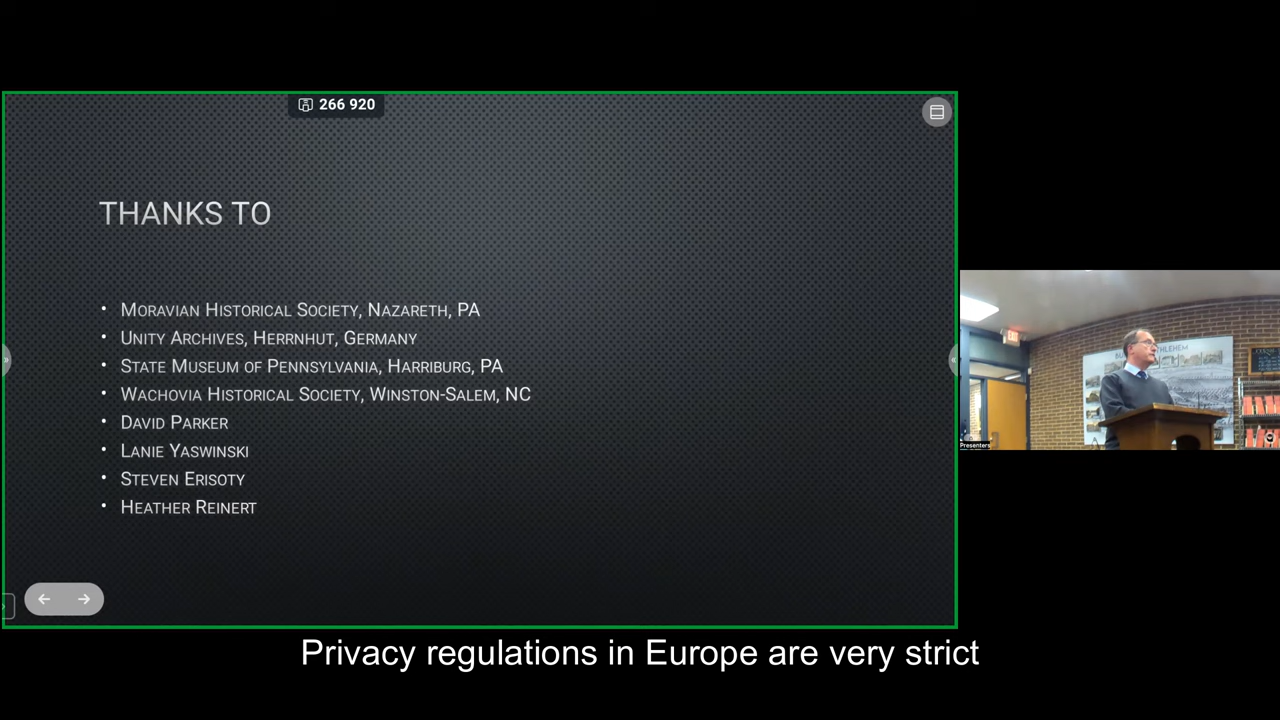 266 920
THANKS TO
• MORAVIAN HISTORICAL SOCIETY, NAZARETH, PA
• UNITY ARCHIVES, HERRNHUT, GERMANY
• STATE MUSEUM OF PENNSYLVANIA, HARRIBURG, PA
• WACHOVIA HISTORICAL SOCIETY, WINSTON-SALEM, NC
• DAVID PARKER
• LANIE YASWINSKI
• STEVEN ERISOTY
• HEATHER REINERT
EXIT
Presenters
Privacy regulations in Europe are very strict